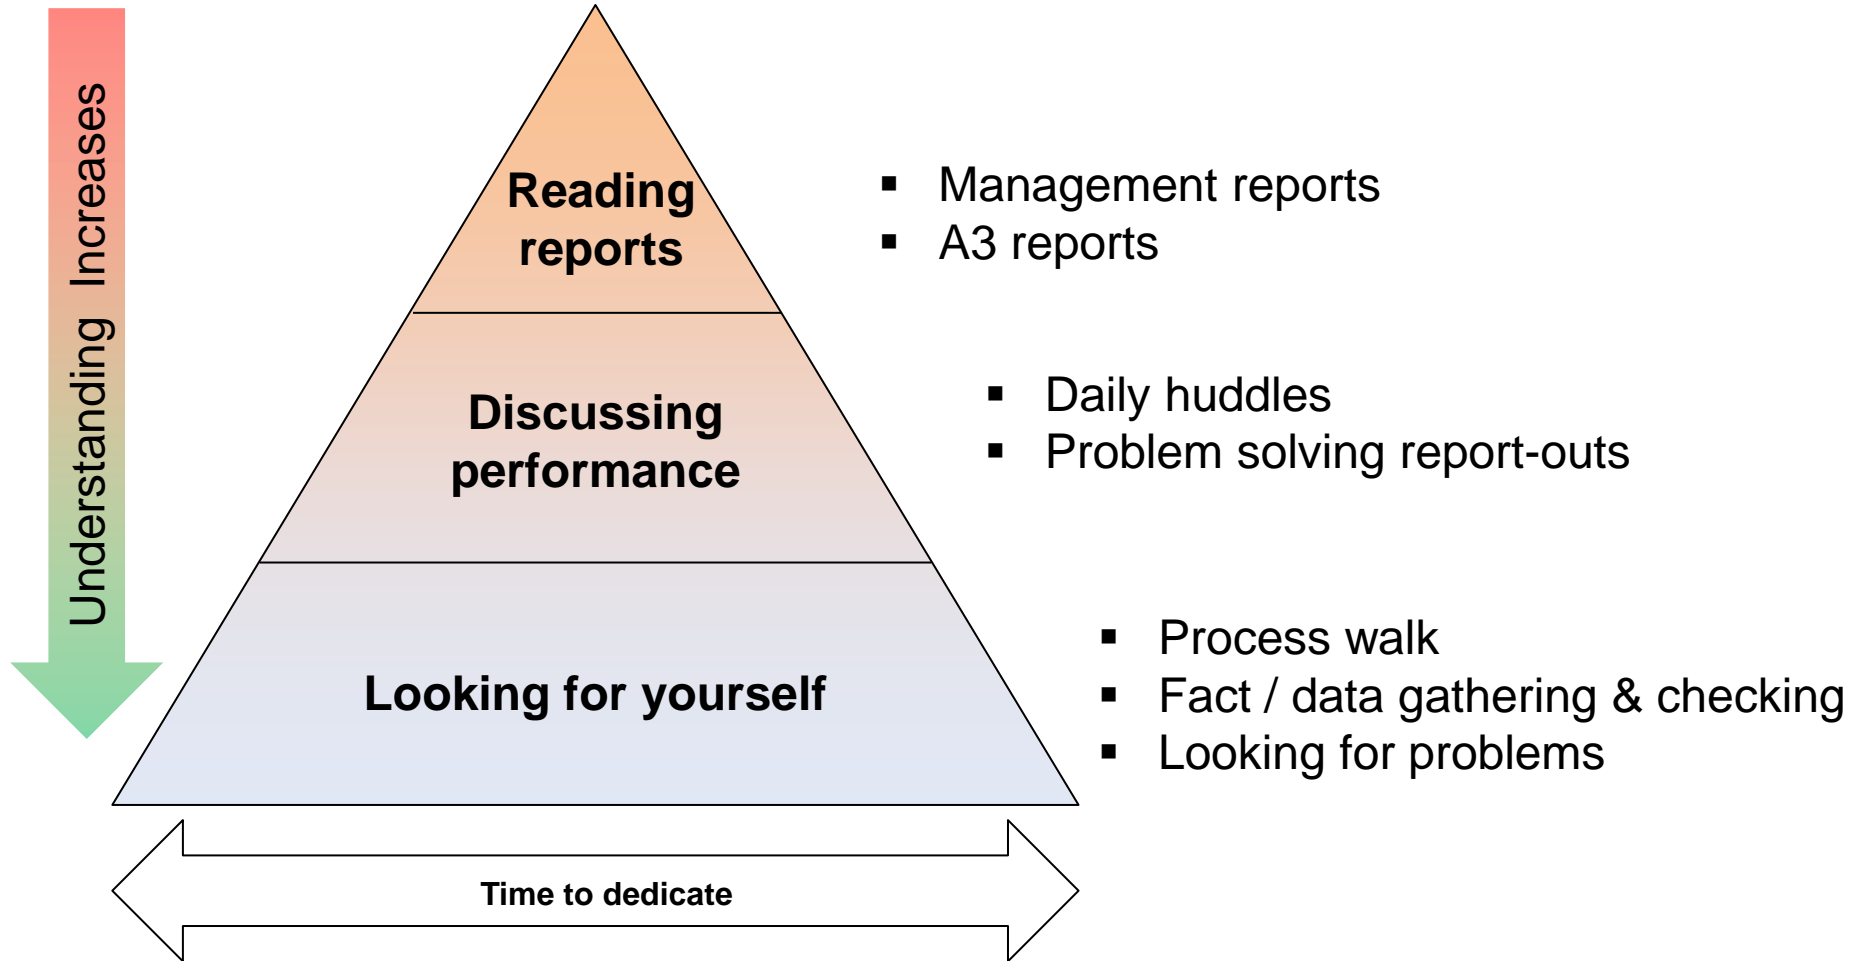 Understanding Increases
Reading
reports
▪ Management reports
▪ A3 reports
Discussing
performance
▪ Daily huddles
▪ Problem solving report-outs
Looking for yourself
▪ Process walk
▪ Fact / data gathering & checking
▪ Looking for problems
Time to dedicate